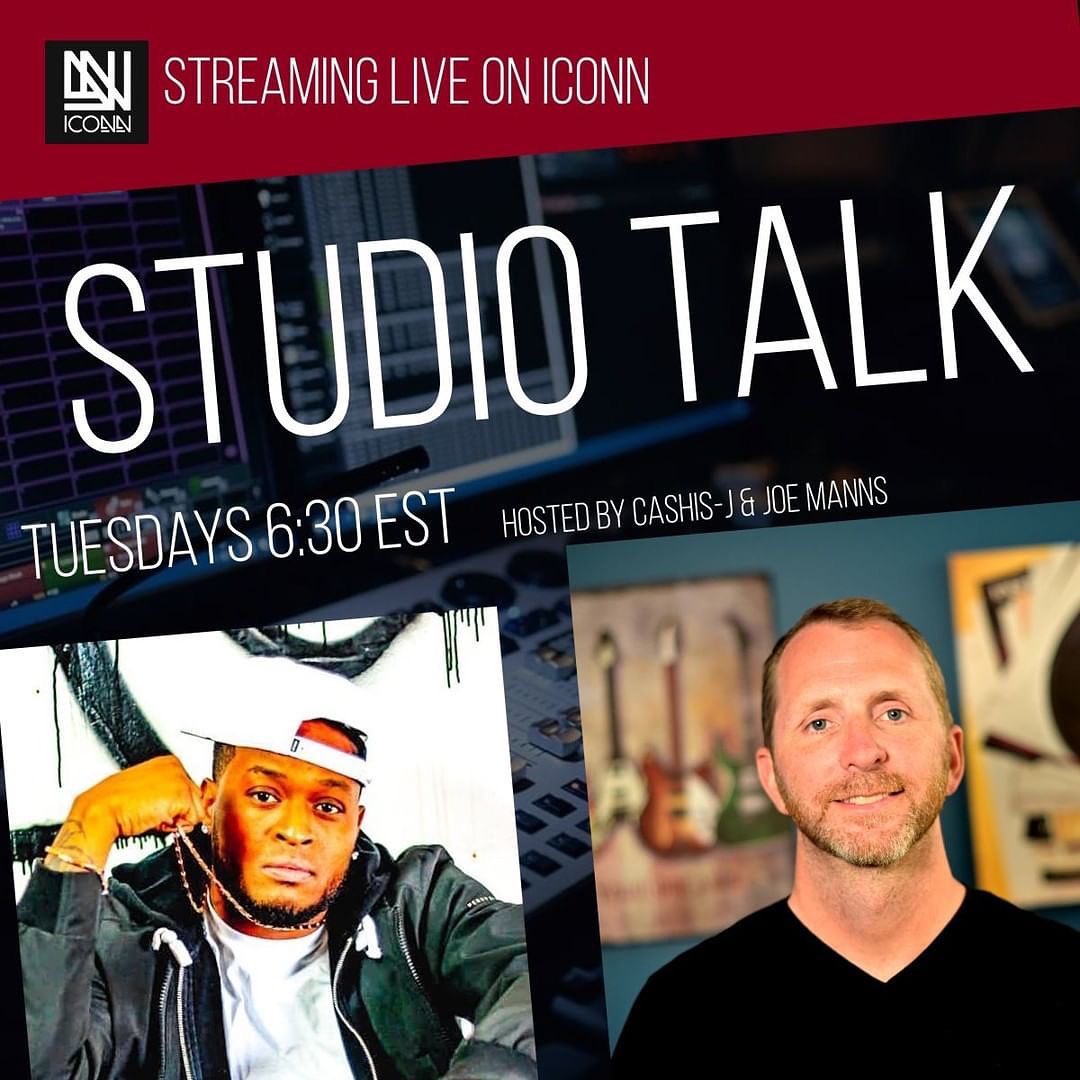 ICONN
STREAMING LIVE ON ICONN
STUDIO TALK
TUESDAYS 6:30 EST
HOSTED BY CASHIS-J & JOE MANNS